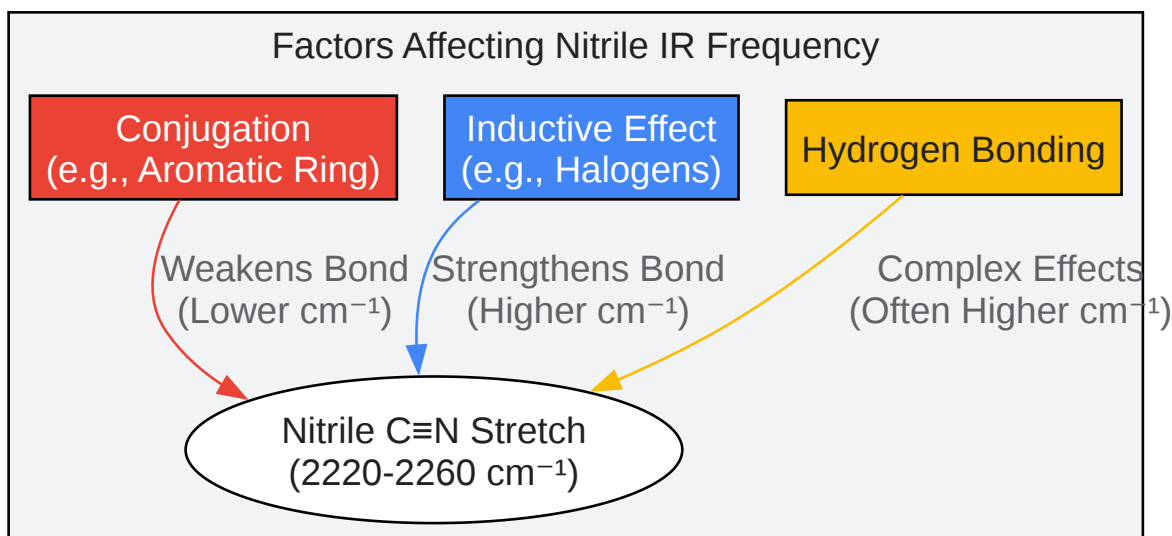 Factors Affecting Nitrile IR Frequency
Conjugation
(e.g., Aromatic Ring)
Inductive Effect
(e.g., Halogens)
Hydrogen Bonding
Weakens Bond
(Lower cm⁻¹)
Strengthens Bond
(Higher cm⁻¹)
Complex Effects
(Often Higher cm⁻¹)
Nitrile C≡N Stretch
(2220-2260 cm⁻¹)